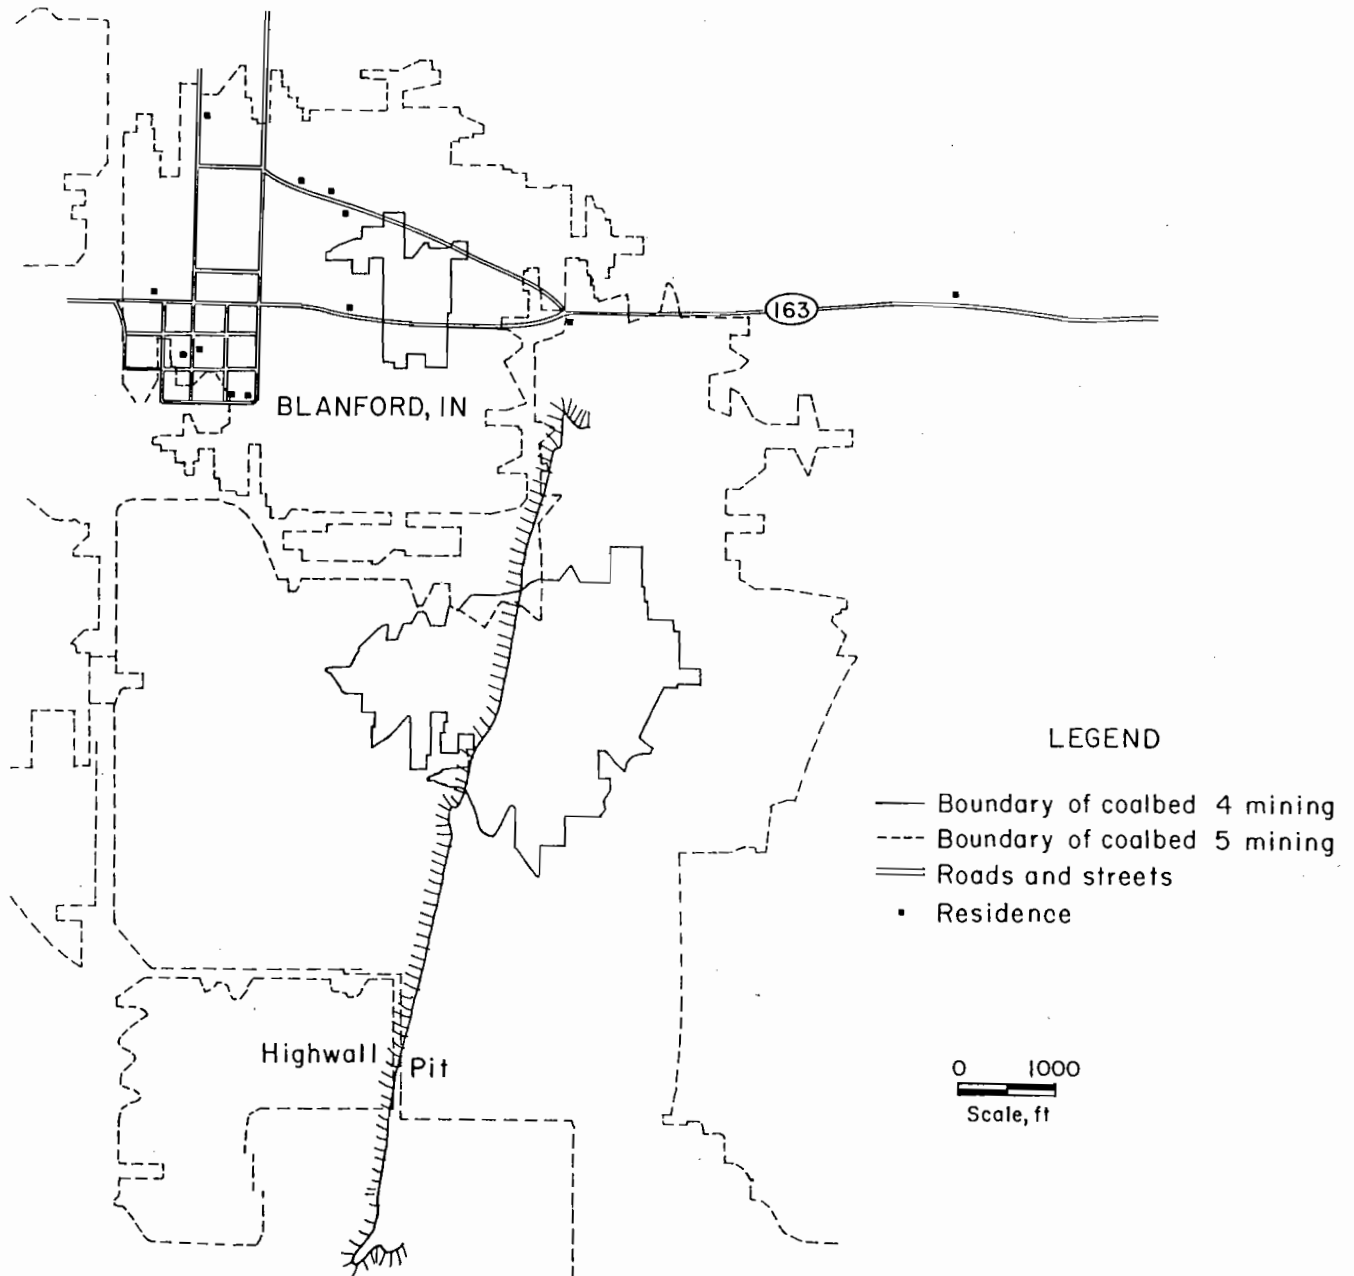 163
BLANFORD, IN
LEGEND
Boundary of coalbed 4 mining
Boundary of coalbed 5 mining
Roads and streets
Residence
Highwall
Pit
0 1000
Scale, ft